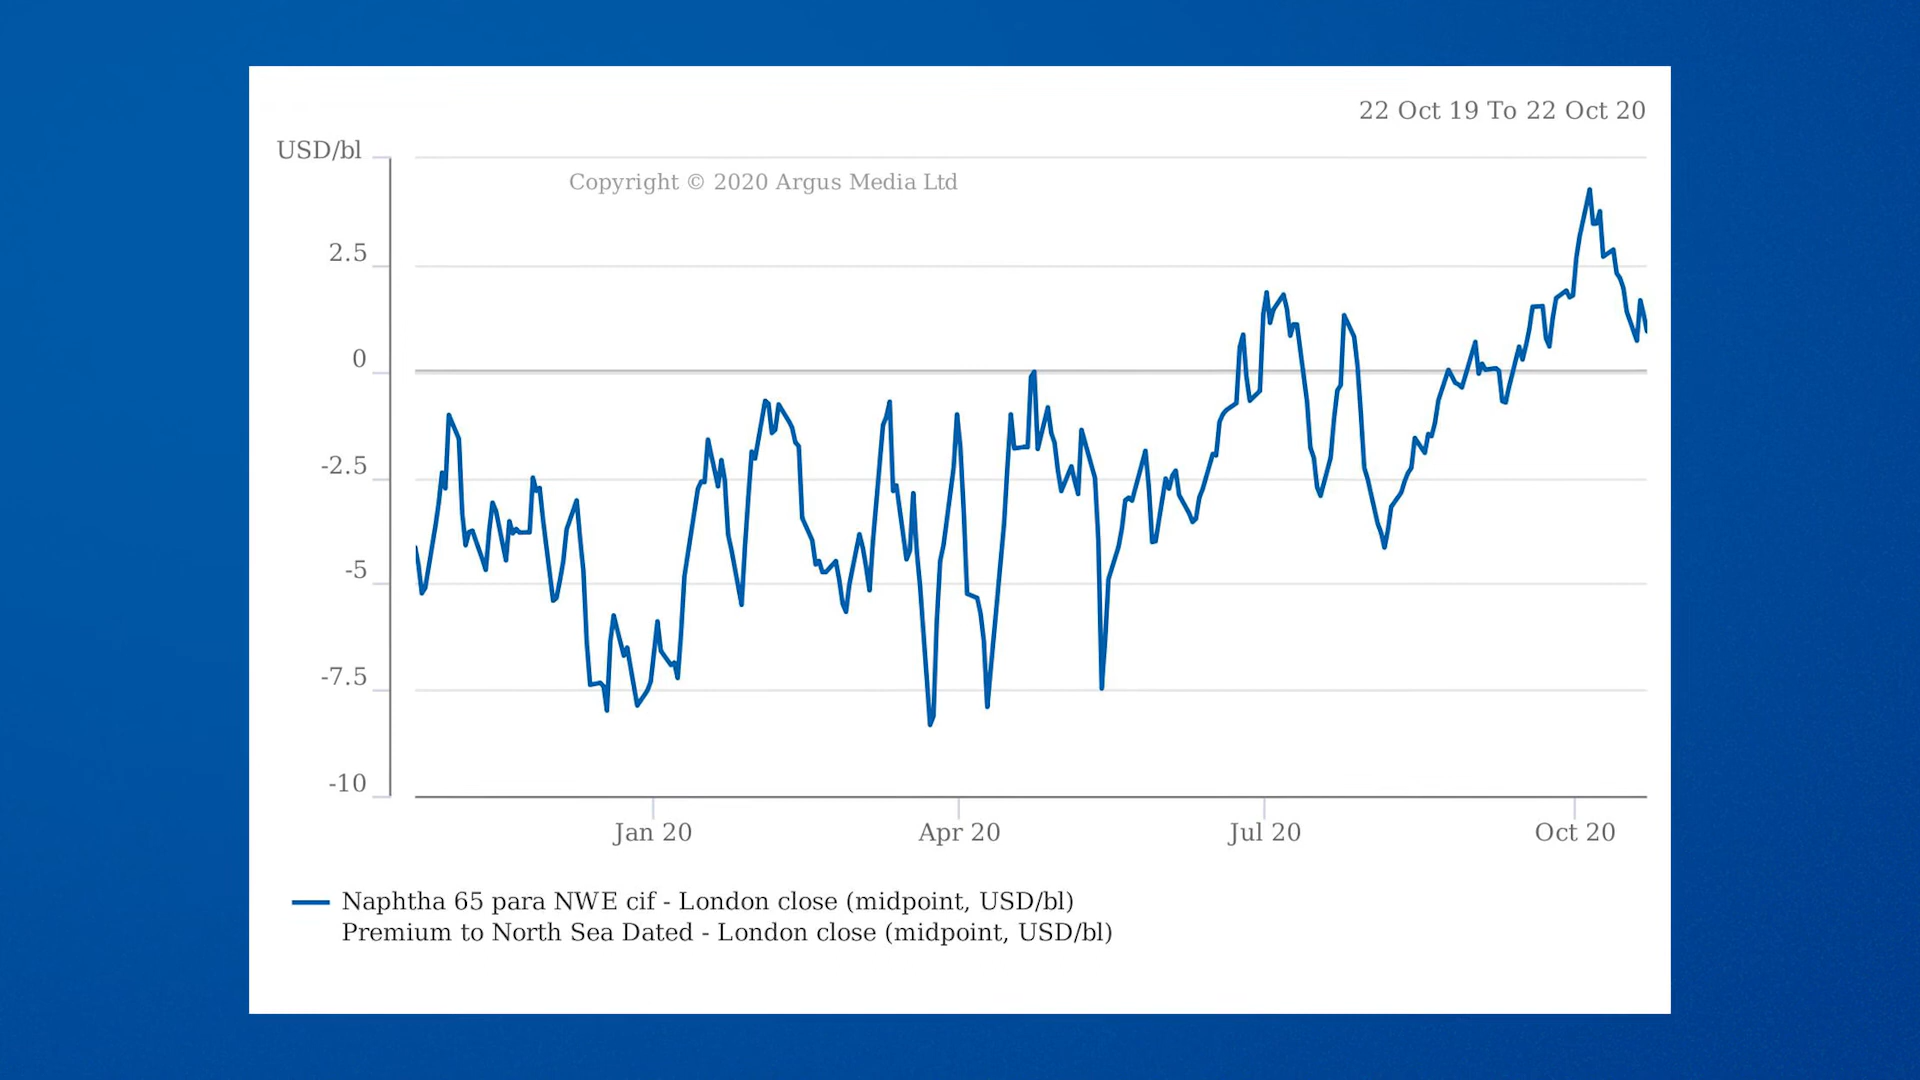 22 Oct 19 To 22 Oct 20
USD/bl
Copyright © 2020 Argus Media Ltd
2.5
0
-2.5
-5
-7.5
-10
Jan 20 Apr 20 Jul 20 Oct 20
Naphtha 65 para NWE cif - London close (midpoint, USD/bl)
Premium to North Sea Dated - London close (midpoint, USD/bl)